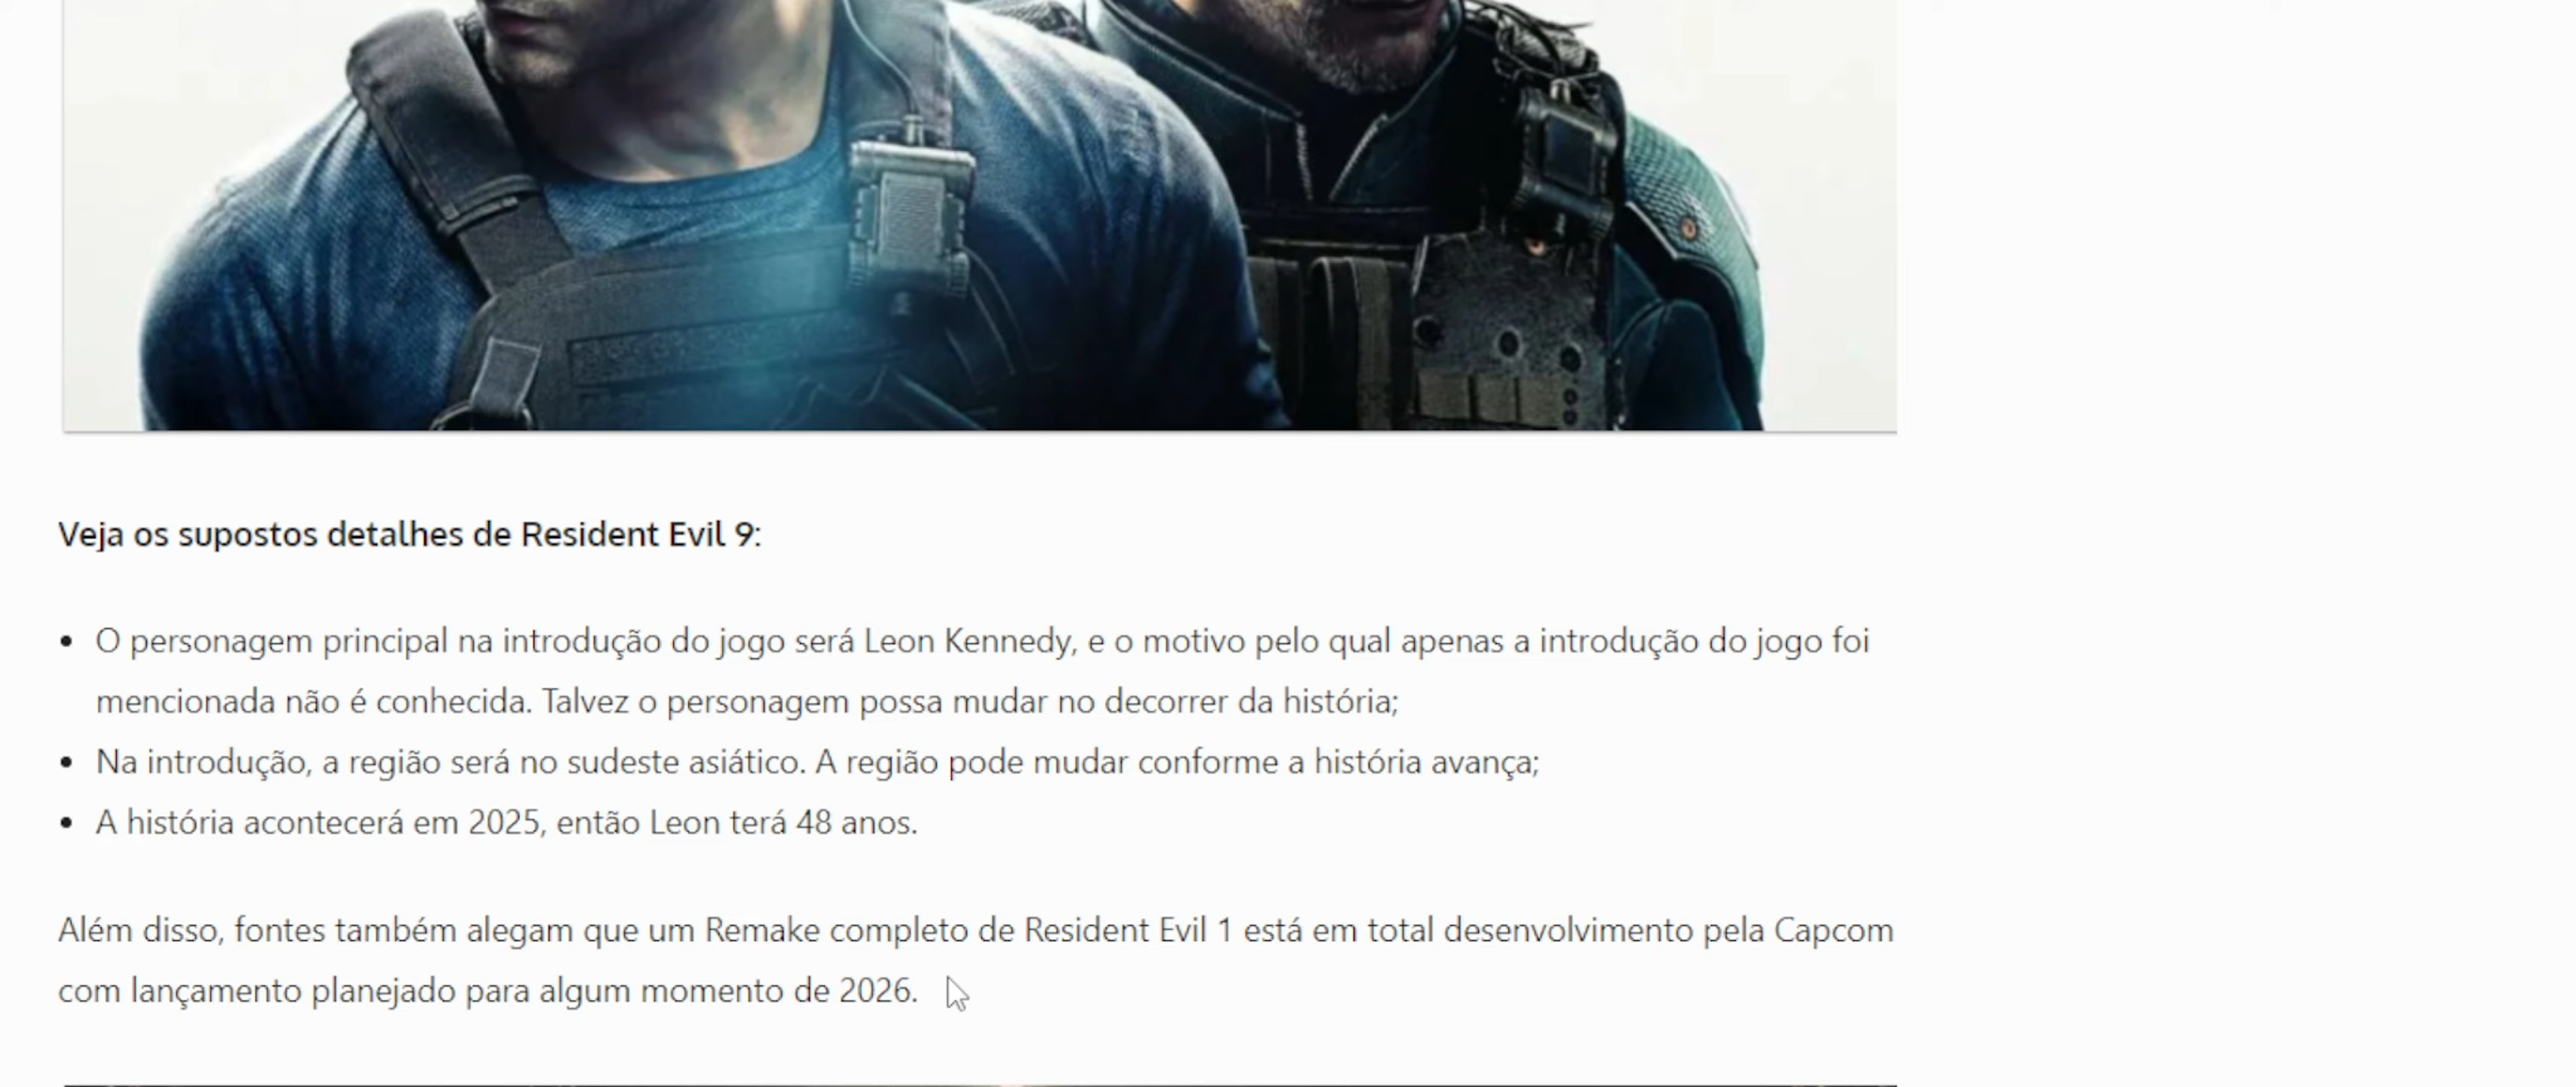 Veja os supostos detalhes de Resident Evil 9:
• O personagem principal na introdução do jogo será Leon Kennedy, e o motivo pelo qual apenas a introdução do jogo foi
mencionada não é conhecida. Talvez o personagem possa mudar no decorrer da história;
• Na introdução, a região será no sudeste asiático. A região pode mudar conforme a história avança;
• A história acontecerá em 2025, então Leon terá 48 anos.
Além disso, fontes também alegam que um Remake completo de Resident Evil 1 está em total desenvolvimento pela Capcom
com lançamento planejado para algum momento de 2026.